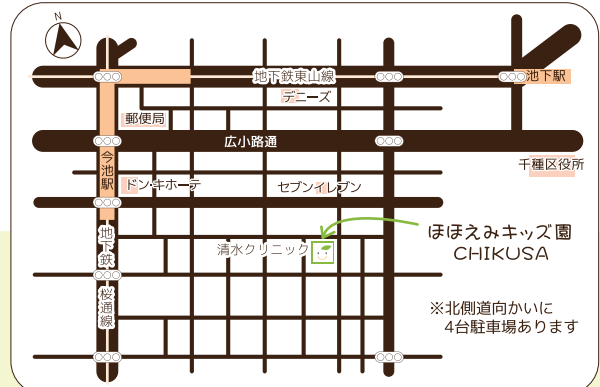 N
地下鉄東山線
池下駅
デニーズ
郵便局
広小路通
今池駅
千種区役所
ドン・キホーテ
セブンイレブン
地下鉄
桜通線
清水クリニック
ほほえみキッズ園
CHIKUSA
※北側道向かいに
4台駐車場あります